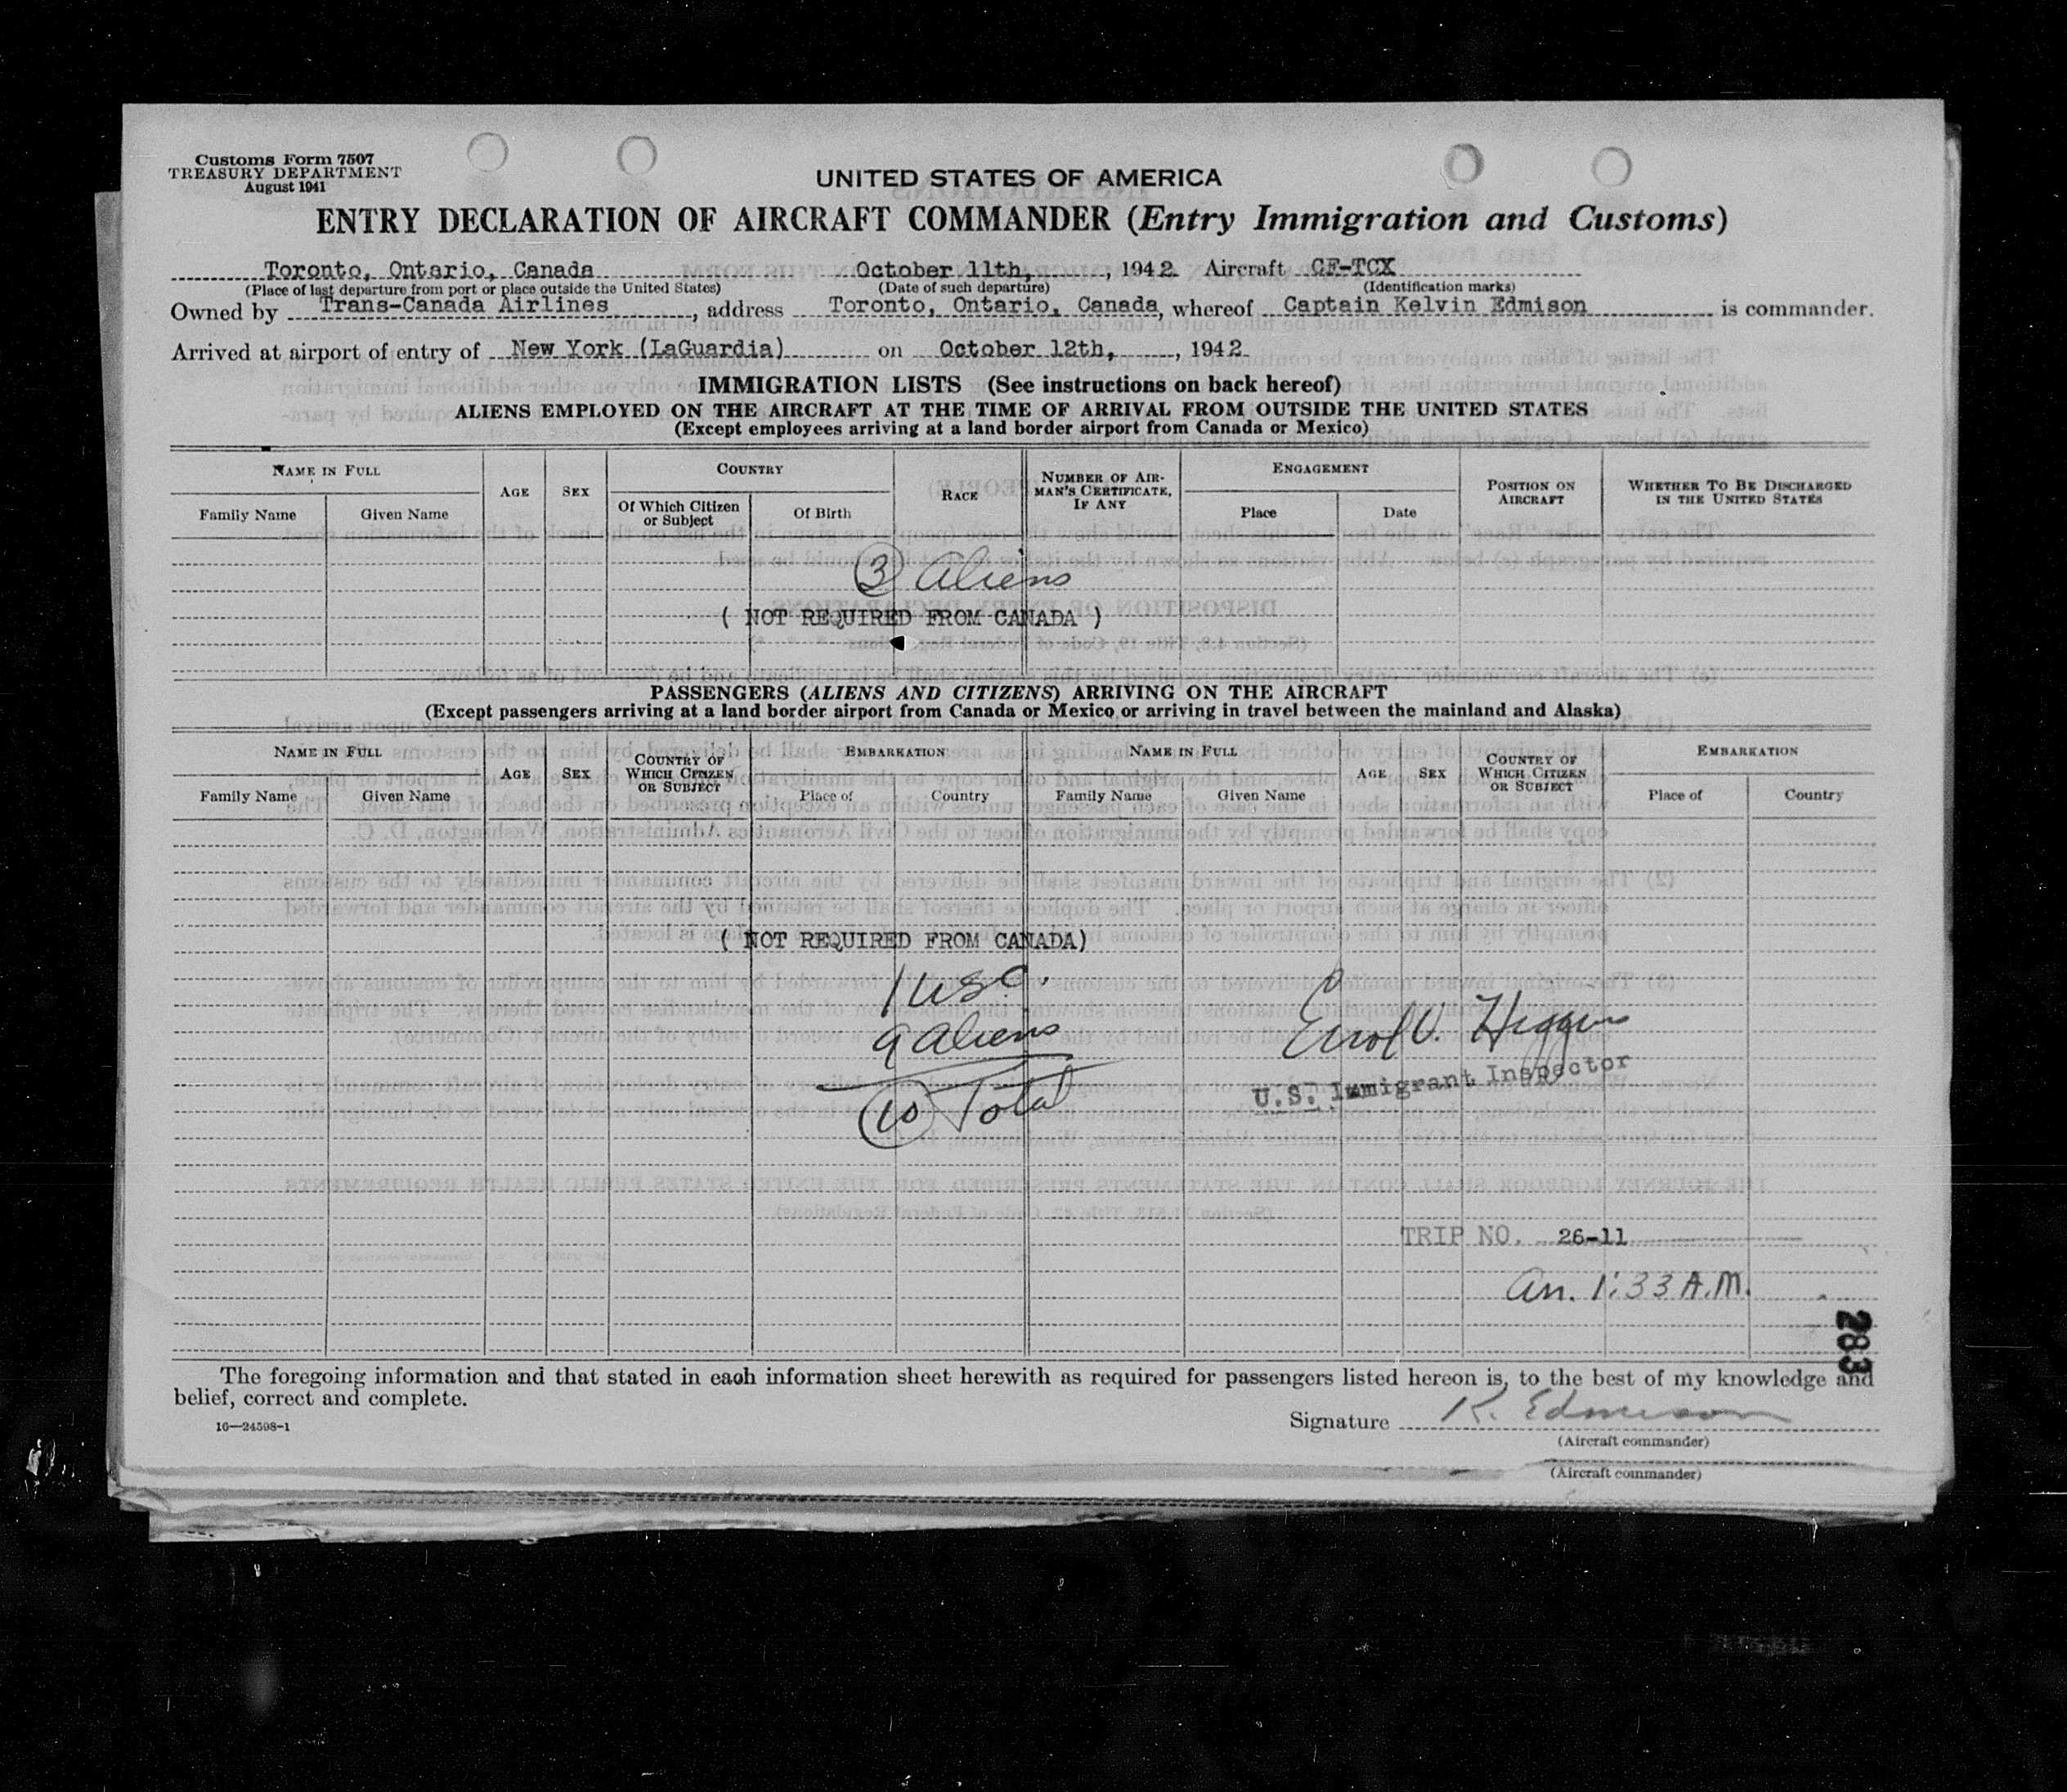 Customs Form 7507
TREASURY DEPARTMENT
August 1941
UNITED STATES OF AMERICA
ENTRY DECLARATION OF AIRCRAFT COMMANDER (Entry Immigration and Customs)
Toronto, Ontario, Canada October 11th, , 1942 Aircraft CF-TCX
(Place of last departure from port or place outside the United States) (Date of such departure) (Identification marks)
Owned by Trans-Canada Airlines , address Toronto, Ontario, Canada, whereof Captain Kelvin Edmison is commander.
Arrived at airport of entry of New York (LaGuardia) on October 12th, , 1942
IMMIGRATION LISTS (See instructions on back hereof)
ALIENS EMPLOYED ON THE AIRCRAFT AT THE TIME OF ARRIVAL FROM OUTSIDE THE UNITED STATES
(Except employees arriving at a land border airport from Canada or Mexico)
NAME IN FULL AGE SEX COUNTRY RACE NUMBER OF AIRMAN'S CERTIFICATE, IF ANY ENGAGEMENT POSITION ON AIRCRAFT WHETHER TO BE DISCHARGED IN THE UNITED STATES
Family Name Given Name Of Which Citizen or Subject Of Birth Place Date
3 Aliens
( NOT REQUIRED FROM CANADA )
PASSENGERS (ALIENS AND CITIZENS) ARRIVING ON THE AIRCRAFT
(Except passengers arriving at a land border airport from Canada or Mexico or arriving in travel between the mainland and Alaska)
NAME IN FULL AGE SEX COUNTRY OF WHICH CITIZEN OR SUBJECT EMBARKATION NAME IN FULL AGE SEX COUNTRY OF WHICH CITIZEN OR SUBJECT EMBARKATION
Family Name Given Name Place of Country Family Name Given Name Place of Country
( NOT REQUIRED FROM CANADA)
1 USC.
9 Aliens
10 Total
Errol V. Higgins
U.S. Immigrant Inspector
TRIP NO. 26-11
Arr. 1:33 A.M.
283
The foregoing information and that stated in each information sheet herewith as required for passengers listed hereon is, to the best of my knowledge and
belief, correct and complete.
16—24598-1
Signature K. Edmison
(Aircraft commander)
(Aircraft commander)